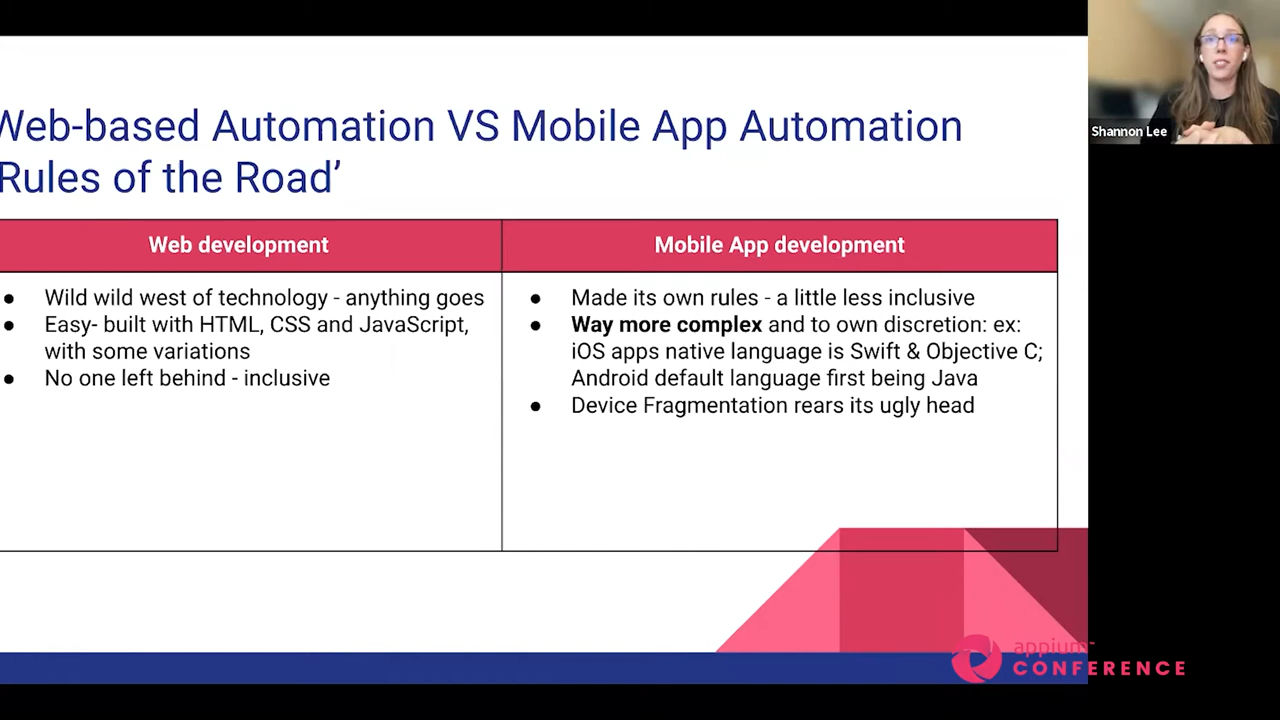 Web-based Automation VS Mobile App Automation
Rules of the Road’
Shannon Lee
Web development
Mobile App development
● Wild wild west of technology - anything goes
● Easy- built with HTML, CSS and JavaScript,
with some variations
● No one left behind - inclusive
● Made its own rules - a little less inclusive
● Way more complex and to own discretion: ex:
iOS apps native language is Swift & Objective C;
Android default language first being Java
● Device Fragmentation rears its ugly head
appium
CONFERENCE